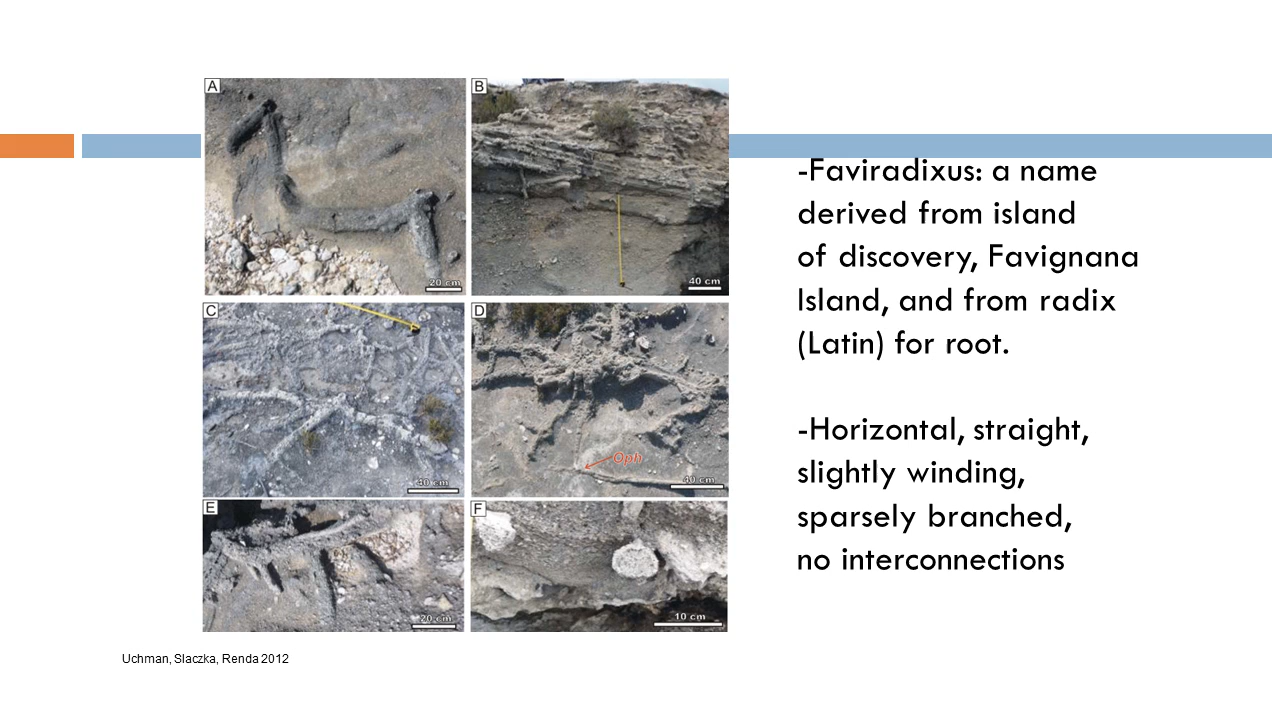 A
B
20 cm
40 cm
C
D
Oph
40 cm
40 cm
E
F
20 cm
10 cm
-Faviradixus: a name
derived from island
of discovery, Favignana
Island, and from radix
(Latin) for root.
-Horizontal, straight,
slightly winding,
sparsely branched,
no interconnections
Uchman, Slaczka, Renda 2012